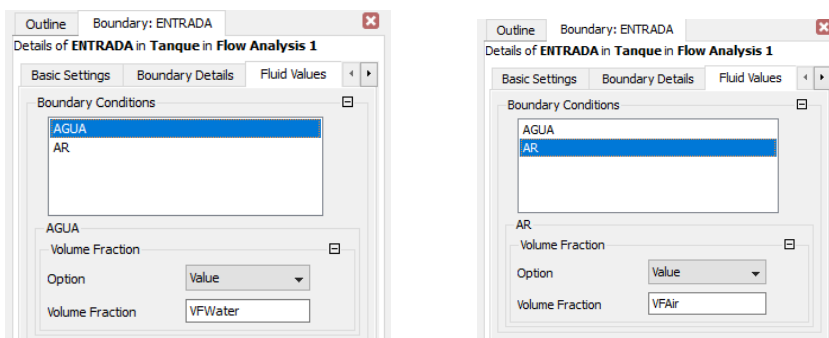 Outline Boundary: ENTRADA
Details of ENTRADA in Tanque in Flow Analysis 1
Basic Settings Boundary Details Fluid Values
Boundary Conditions
AGUA
AR
AGUA
Volume Fraction
Option Value
Volume Fraction VFWater
Outline Boundary: ENTRADA
Details of ENTRADA in Tanque in Flow Analysis 1
Basic Settings Boundary Details Fluid Values
Boundary Conditions
AGUA
AR
AR
Volume Fraction
Option Value
Volume Fraction VFAir